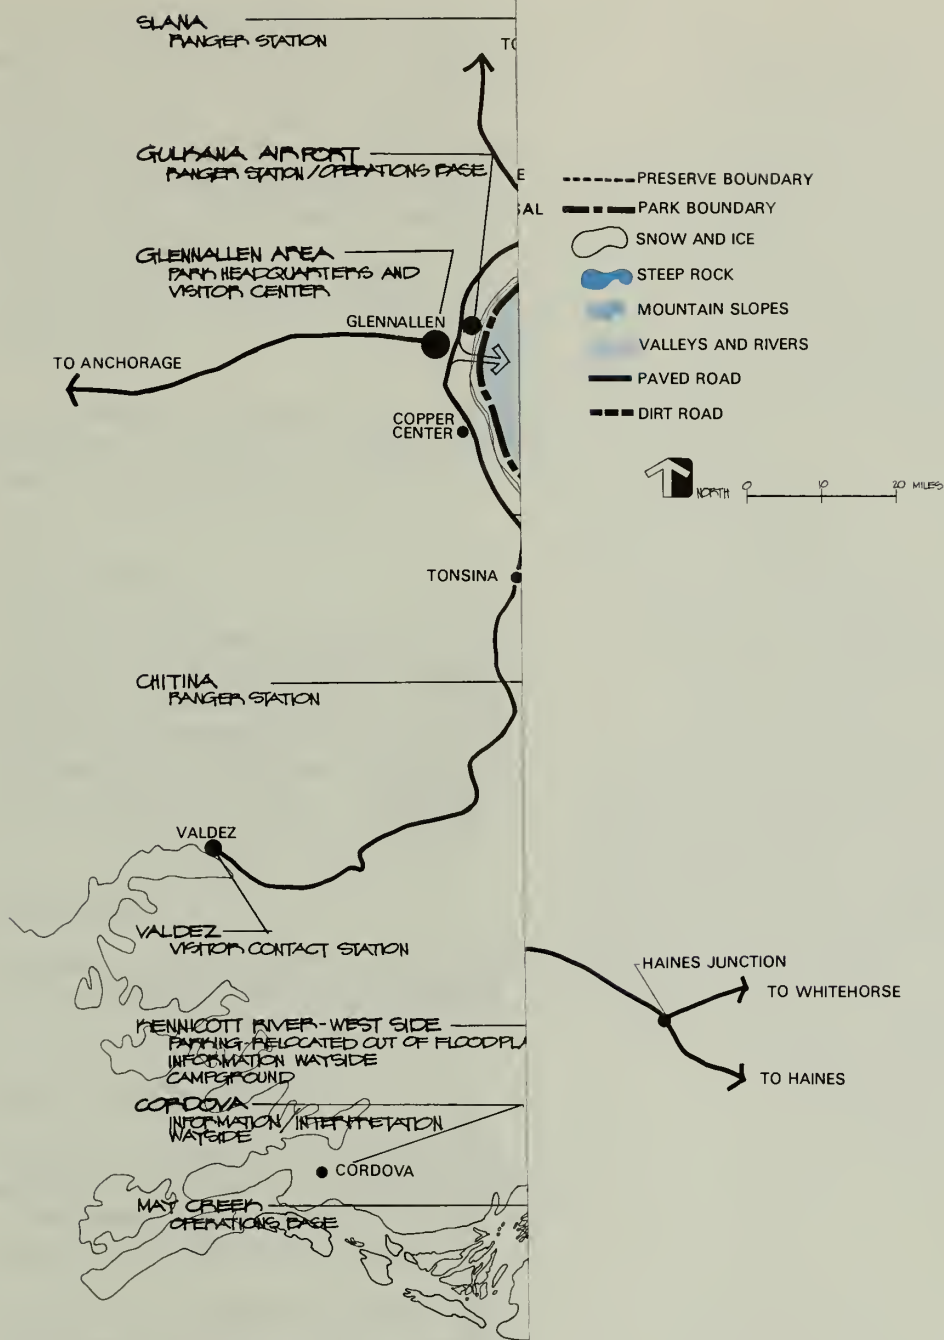 SLANA
RANGER STATION
TO
GULKANA AIRPORT
RANGER STATION/OPERATIONS BASE
E
SAL
GLENNALLEN AREA
PARK HEADQUARTERS AND
VISITOR CENTER
GLENNALLEN
TO ANCHORAGE
COPPER
CENTER
TONSINA
CHITINA
RANGER STATION
VALDEZ
VALDEZ
VISITOR CONTACT STATION
KENNICOTT RIVER-WEST SIDE
PARKING-RELOCATED OUT OF FLOODPLA
INFORMATION WAYSIDE
CAMPGROUND
CORDOVA
INFORMATION/INTERPRETATION
WAYSIDE
CORDOVA
MAY CREEK
OPERATIONS BASE
PRESERVE BOUNDARY
PARK BOUNDARY
SNOW AND ICE
STEEP ROCK
MOUNTAIN SLOPES
VALLEYS AND RIVERS
PAVED ROAD
DIRT ROAD
NORTH 0 10 20 MILES
HAINES JUNCTION
TO WHITEHORSE
TO HAINES